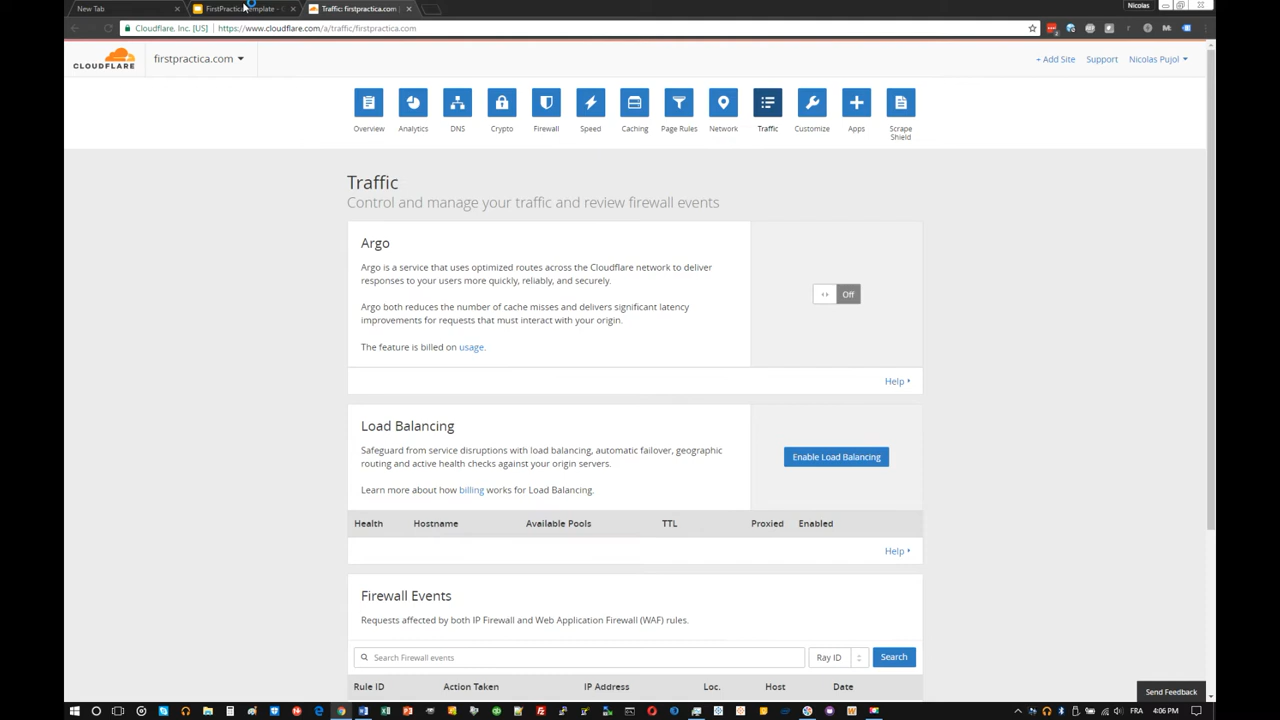 New Tab
FirstPractica Template - G
Traffic: firstpractica.com |
Nicolas
Cloudflare, Inc. [US]
https://www.cloudflare.com/a/traffic/firstpractica.com
CLOUDFLARE
firstpractica.com
+ Add Site
Support
Nicolas Pujol
Overview
Analytics
DNS
Crypto
Firewall
Speed
Caching
Page Rules
Network
Traffic
Customize
Apps
Scrape
Shield
Traffic
Control and manage your traffic and review firewall events
Argo
Argo is a service that uses optimized routes across the Cloudflare network to deliver
responses to your users more quickly, reliably, and securely.
Argo both reduces the number of cache misses and delivers significant latency
improvements for requests that must interact with your origin.
The feature is billed on usage.
Off
Help
Load Balancing
Safeguard from service disruptions with load balancing, automatic failover, geographic
routing and active health checks against your origin servers.
Learn more about how billing works for Load Balancing.
Enable Load Balancing
Health Hostname Available Pools TTL Proxied Enabled
Help
Firewall Events
Requests affected by both IP Firewall and Web Application Firewall (WAF) rules.
Search Firewall events
Ray ID
Search
Rule ID Action Taken IP Address Loc. Host Date
Send Feedback
FRA
4:06 PM